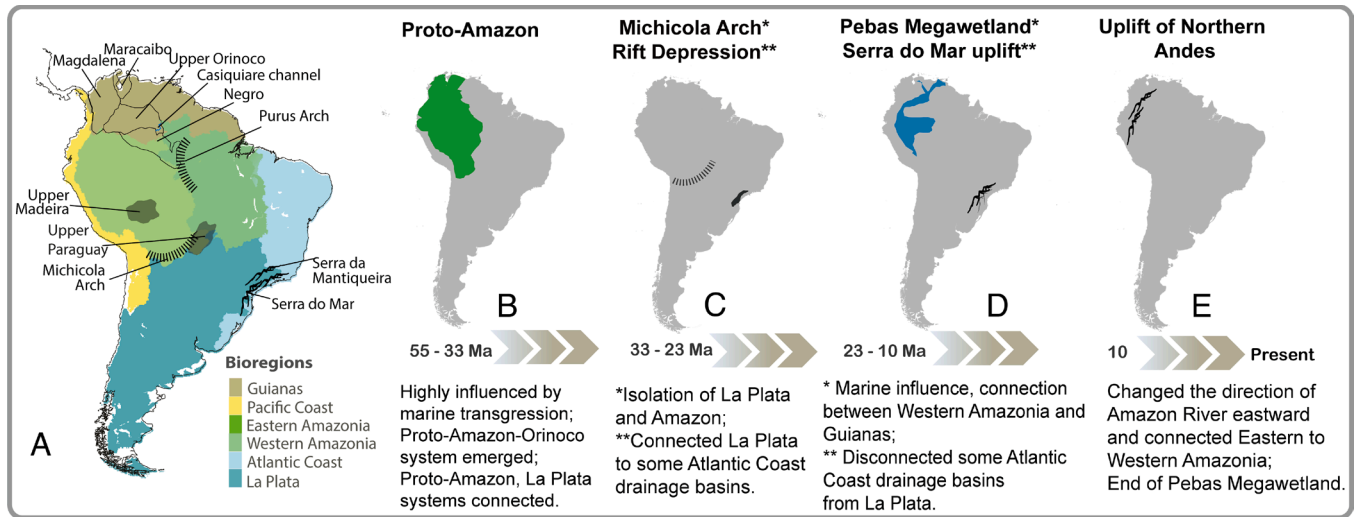 Maracaibo
Magdalena
Upper Orinoco
Casiquiare channel
Negro
Purus Arch
Upper
Madeira
Upper
Paraguay
Michicola
Arch
Serra da
Mantiqueira
Serra do Mar
Bioregions
Guianas
Pacific Coast
Eastern Amazonia
Western Amazonia
Atlantic Coast
La Plata
A
Proto-Amazon
B
55 - 33 Ma
Highly influenced by
marine transgression;
Proto-Amazon-Orinoco
system emerged;
Proto-Amazon, La Plata
systems connected.
Michicola Arch*
Rift Depression**
C
33 - 23 Ma
*Isolation of La Plata
and Amazon;
**Connected La Plata
to some Atlantic Coast
drainage basins.
Pebas Megawetland*
Serra do Mar uplift**
D
23 - 10 Ma
* Marine influence, connection
between Western Amazonia and
Guianas;
** Disconnected some Atlantic
Coast drainage basins
from La Plata.
Uplift of Northern
Andes
E
10
Present
Changed the direction of
Amazon River eastward
and connected Eastern to
Western Amazonia;
End of Pebas Megawetland.